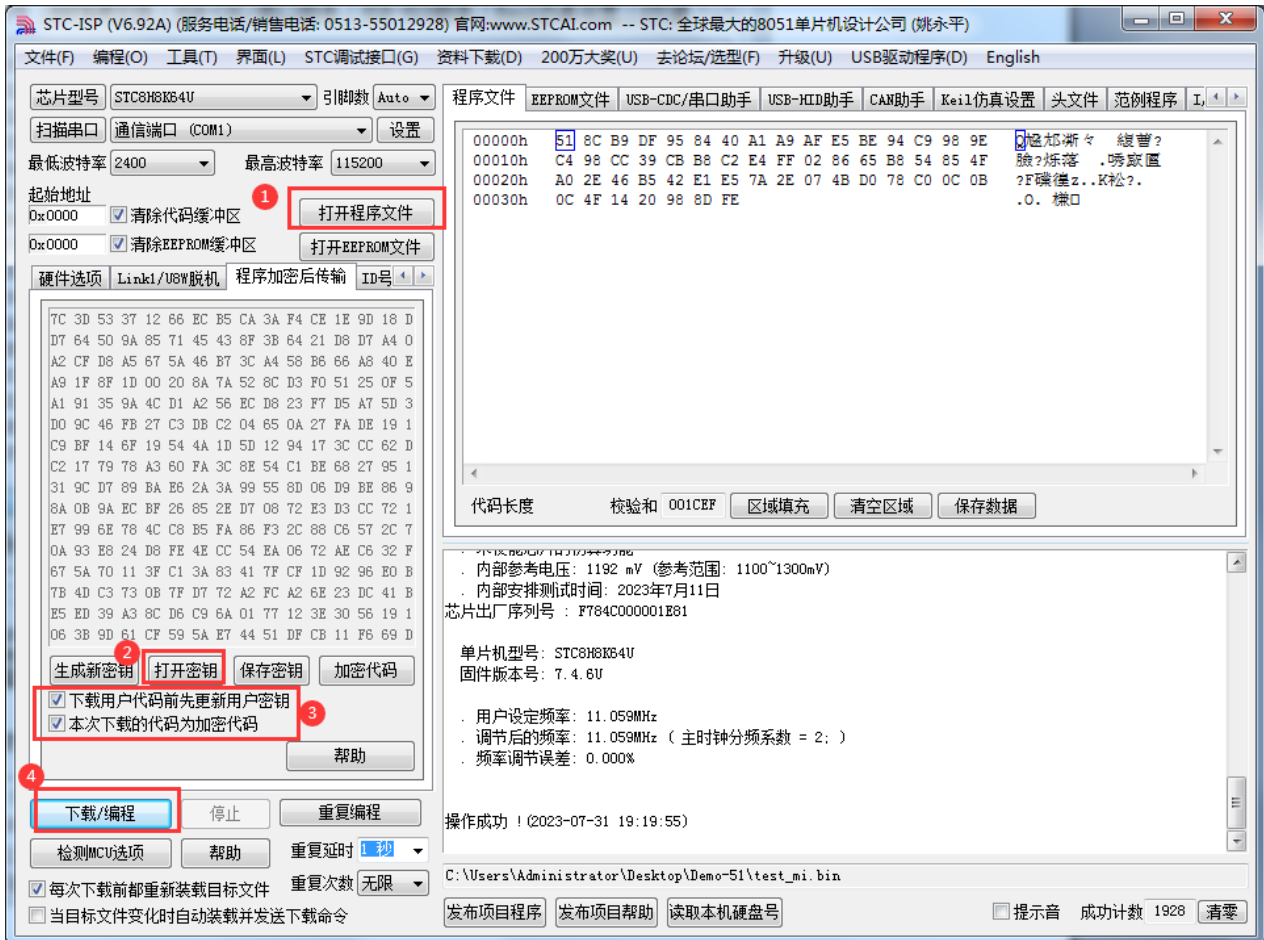 STC-ISP (V6.92A) (服务电话/销售电话: 0513-55012928) 官网:www.STCAI.com -- STC: 全球最大的8051单片机设计公司 (姚永平)
文件(F) 编程(O) 工具(T) 界面(L) STC调试接口(G) 资料下载(D) 200万大奖(U) 去论坛/选型(F) 升级(U) USB驱动程序(D) English
芯片型号 STC8H8K64U 引脚数 Auto
扫描串口 通信端口 (COM1) 设置
最低波特率 2400 最高波特率 115200
起始地址
1
0x0000 清除代码缓冲区 打开程序文件
0x0000 清除EEPROM缓冲区 打开EEPROM文件
硬件选项 Link1/U8W脱机 程序加密后传输 ID号
7C 3D 53 37 12 66 EC B5 CA 3A F4 CE 1E 9D 18 D
D7 64 50 9A 85 71 45 43 8F 3B 64 21 D8 D7 A4 0
A2 CF D8 A5 67 5A 46 B7 3C A4 58 B6 66 A8 40 E
A9 1F 8F 1D 00 20 8A 7A 52 8C D3 F0 51 25 0F 5
A1 91 35 9A 4C D1 A2 56 EC D8 23 F7 D5 A7 5D 3
D0 9C 46 FB 27 C3 DB C2 04 65 0A 27 FA DE 19 1
C9 BF 14 6F 19 54 4A 1D 5D 12 94 17 3C CC 62 D
C2 17 79 78 A3 60 FA 3C 8E 54 C1 BE 68 27 95 1
31 9C D7 89 BA E6 2A 3A 99 55 8D 06 D9 BE 86 9
8A 0B 9A EC BF 26 85 2E D7 08 72 E3 D3 CC 72 1
E7 99 6E 78 4C C8 B5 FA 86 F3 2C 88 C6 57 2C 7
0A 93 E8 24 D8 FE 4E CC 54 EA 06 72 AE C6 32 F
67 5A 70 11 3F C1 3A 83 41 7F CF 1D 92 96 E0 B
7B 4D C3 73 0B 7F D7 72 A2 FC A2 6E 23 DC 41 B
E5 ED 39 A3 8C D6 C9 6A 01 77 12 3E 30 56 19 1
06 3B 9D 61 CF 59 5A E7 44 51 DF CB 11 F6 69 D
2
生成新密钥 打开密钥 保存密钥 加密代码
下载用户代码前先更新用户密钥
本次下载的代码为加密代码
3
帮助
4
下载/编程 停止 重复编程
检测MCU选项 帮助 重复延时 1 秒
每次下载前都重新装载目标文件 重复次数 无限
当目标文件变化时自动装载并发送下载命令
程序文件 EEPROM文件 USB-CDC/串口助手 USB-HID助手 CAN助手 Keil仿真设置 头文件 范例程序 I,
00000h 51 8C B9 DF 95 84 40 A1 A9 AF E5 BE 94 C9 98 9E
00010h C4 98 CC 39 CB B8 C2 E4 FF 02 86 65 B8 54 85 4F
00020h A0 2E 46 B5 42 E1 E5 7A 2E 07 4B D0 78 C0 0C 0B
00030h 0C 4F 14 20 98 8D FE
代码长度 校验和 001CEF 区域填充 清空区域 保存数据
. 内部参考电压: 1192 mV (参考范围: 1100~1300mV)
. 内部安排测试时间: 2023年7月11日
芯片出厂序列号 : F784C000001E81
单片机型号: STC8H8K64U
固件版本号: 7.4.6U
. 用户设定频率: 11.059MHz
. 调节后的频率: 11.059MHz ( 主时钟分频系数 = 2; )
. 频率调节误差: 0.000%
操作成功 !(2023-07-31 19:19:55)
C:\Users\Administrator\Desktop\Demo-51\test_mi.bin
发布项目程序 发布项目帮助 读取本机硬盘号 提示音 成功计数 1928 清零